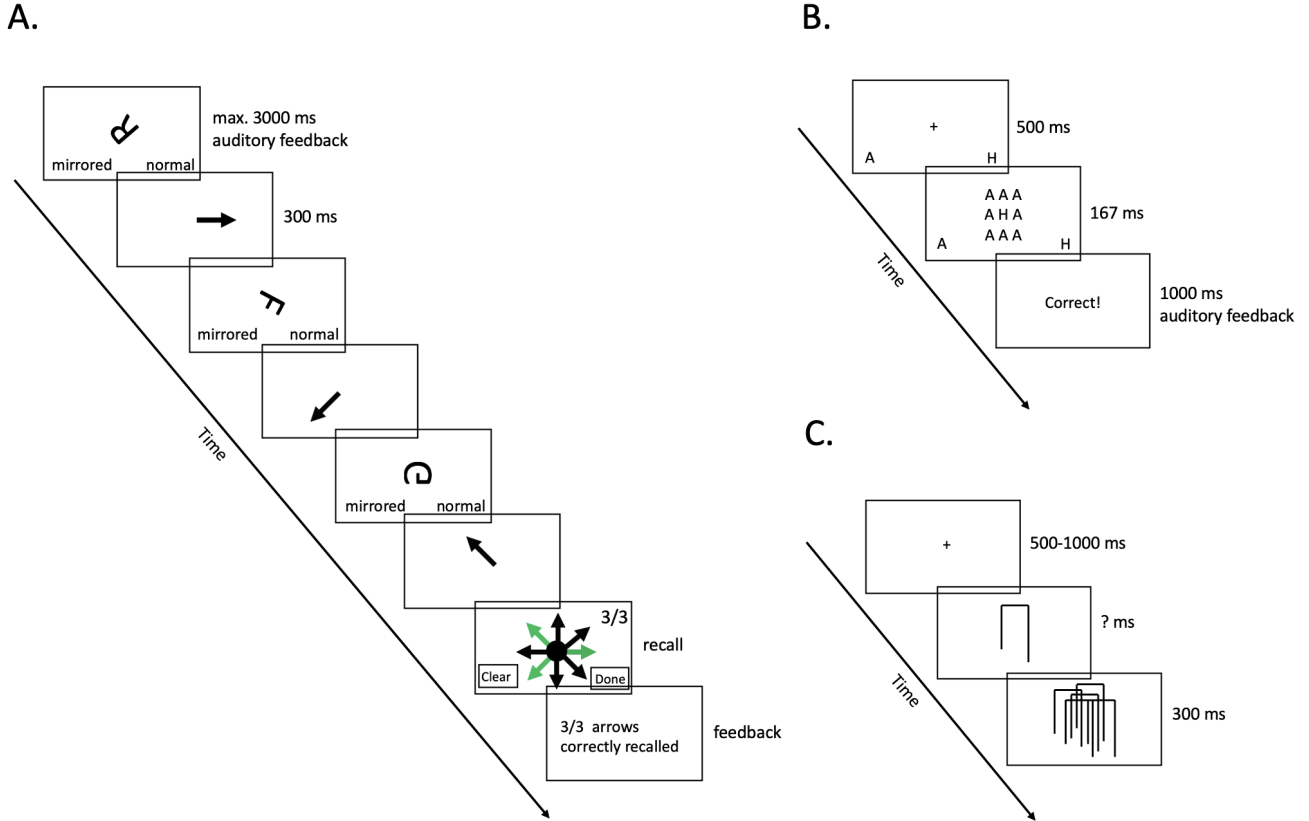 A.
R
max. 3000 ms
auditory feedback
mirrored normal
300 ms
F
mirrored normal
G
mirrored normal
Time
3/3
recall
Clear Done
3/3 arrows
correctly recalled
feedback
B.
+
500 ms
A H
A A A
A H A
A A A
167 ms
A H
Time
Correct!
1000 ms
auditory feedback
C.
+
500-1000 ms
? ms
Time
300 ms